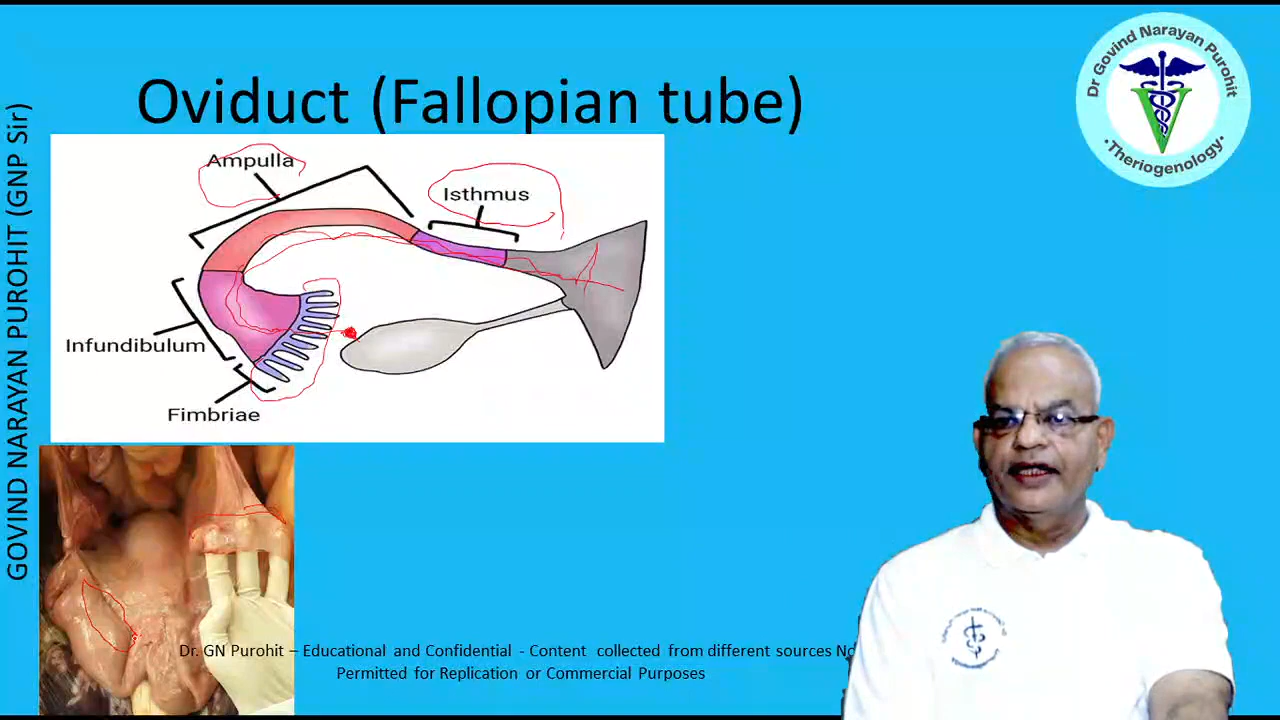 Oviduct (Fallopian tube)
Dr Govind Narayan Purohit
·Theriogenology·
GOVIND NARAYAN PUROHIT (GNP Sir)
Ampulla
Isthmus
Infundibulum
Fimbriae
Dr. GN Purohit – Educational and Confidential - Content collected from different sources
Permitted for Replication or Commercial Purposes